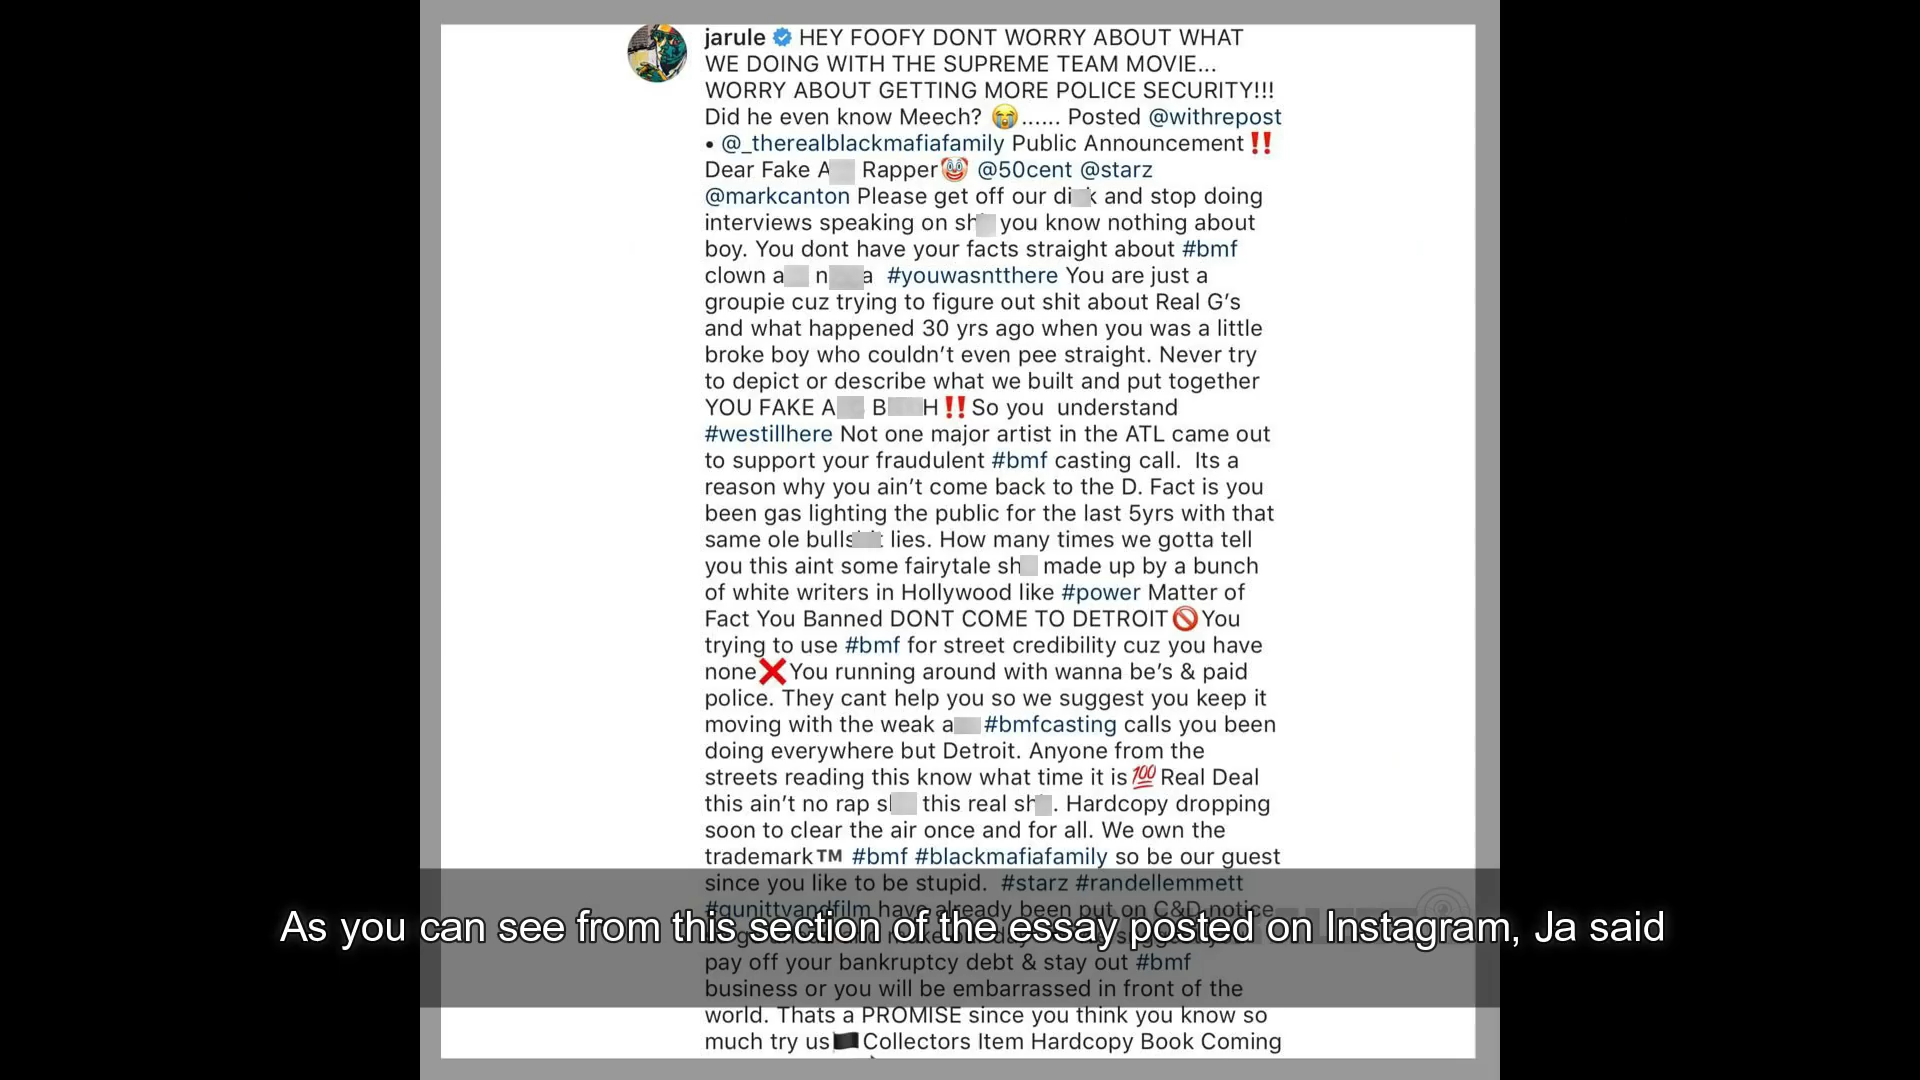 jarule HEY FOOFY DONT WORRY ABOUT WHAT
WE DOING WITH THE SUPREME TEAM MOVIE...
WORRY ABOUT GETTING MORE POLICE SECURITY!!!
Did he even know Meech? 😭...... Posted @withrepost
• @_therealblackmafiafamily Public Announcement‼️
Dear Fake A Rapper🤡 @50cent @starz
@markcanton Please get off our di k and stop doing
interviews speaking on sh you know nothing about
boy. You dont have your facts straight about #bmf
clown a n a #youwasntthere You are just a
groupie cuz trying to figure out shit about Real G’s
and what happened 30 yrs ago when you was a little
broke boy who couldn’t even pee straight. Never try
to depict or describe what we built and put together
YOU FAKE A B H‼️So you understand
#westillhere Not one major artist in the ATL came out
to support your fraudulent #bmf casting call. Its a
reason why you ain’t come back to the D. Fact is you
been gas lighting the public for the last 5yrs with that
same ole bulls t lies. How many times we gotta tell
you this aint some fairytale sh made up by a bunch
of white writers in Hollywood like #power Matter of
Fact You Banned DONT COME TO DETROIT🚫You
trying to use #bmf for street credibility cuz you have
none❌You running around with wanna be’s & paid
police. They cant help you so we suggest you keep it
moving with the weak a #bmfcasting calls you been
doing everywhere but Detroit. Anyone from the
streets reading this know what time it is💯Real Deal
this ain’t no rap s this real sh . Hardcopy dropping
soon to clear the air once and for all. We own the
trademark™️ #bmf #blackmafiafamily so be our guest
since you like to be stupid. #starz #randellemmett
#gunittvandfilm have already been put on C&D notice
As you can see from this section of the essay posted on Instagram, Ja said
pay off your bankruptcy debt & stay out #bmf
business or you will be embarrassed in front of the
world. Thats a PROMISE since you think you know so
much try us🏴Collectors Item Hardcopy Book Coming